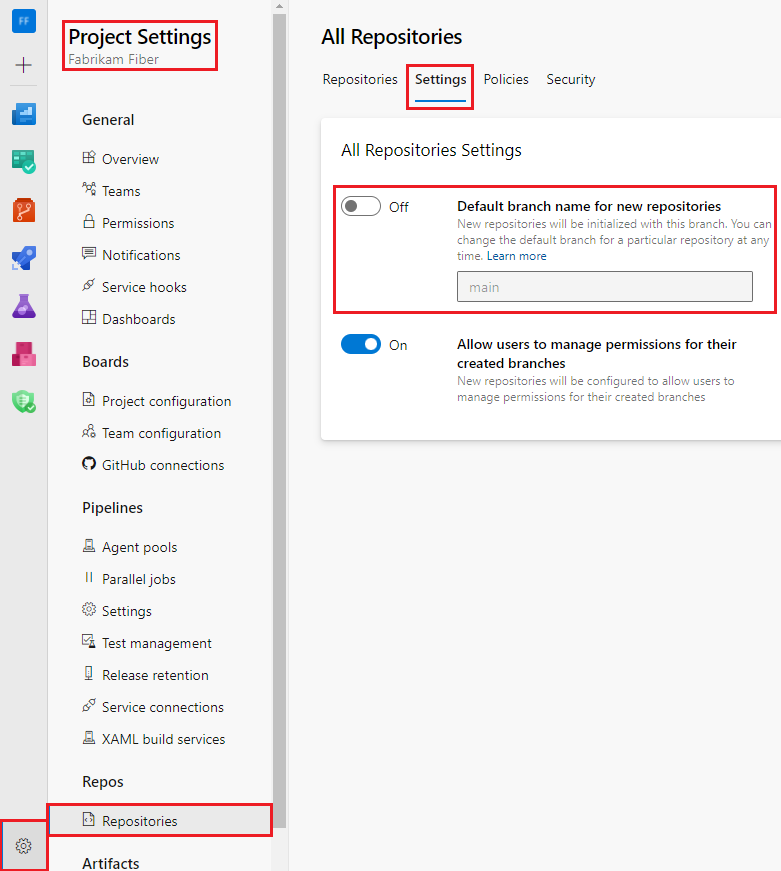 FF
Project Settings
Fabrikam Fiber
General
Overview
Teams
Permissions
Notifications
Service hooks
Dashboards
Boards
Project configuration
Team configuration
GitHub connections
Pipelines
Agent pools
Parallel jobs
Settings
Test management
Release retention
Service connections
XAML build services
Repos
Repositories
Artifacts
All Repositories
Repositories Settings Policies Security
All Repositories Settings
Off
Default branch name for new repositories
New repositories will be initialized with this branch. You can
change the default branch for a particular repository at any
time. Learn more
main
On
Allow users to manage permissions for their
created branches
New repositories will be configured to allow users to
manage permissions for their created branches